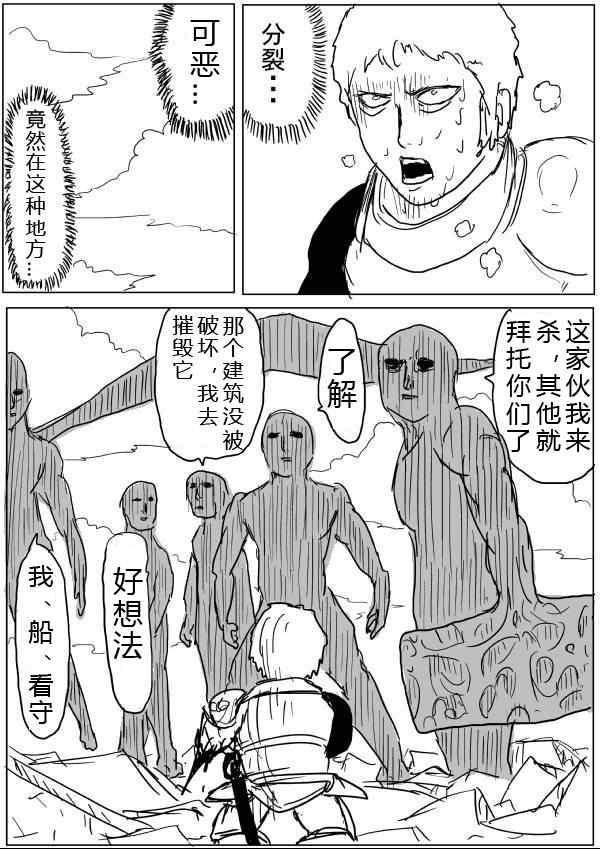 分裂…
可恶…
竟然在这种地方…
这家伙我来
杀，其他就
拜托你们了
了解
那个建筑没被
破坏，我去
摧毁它
好想法
我、船、看守